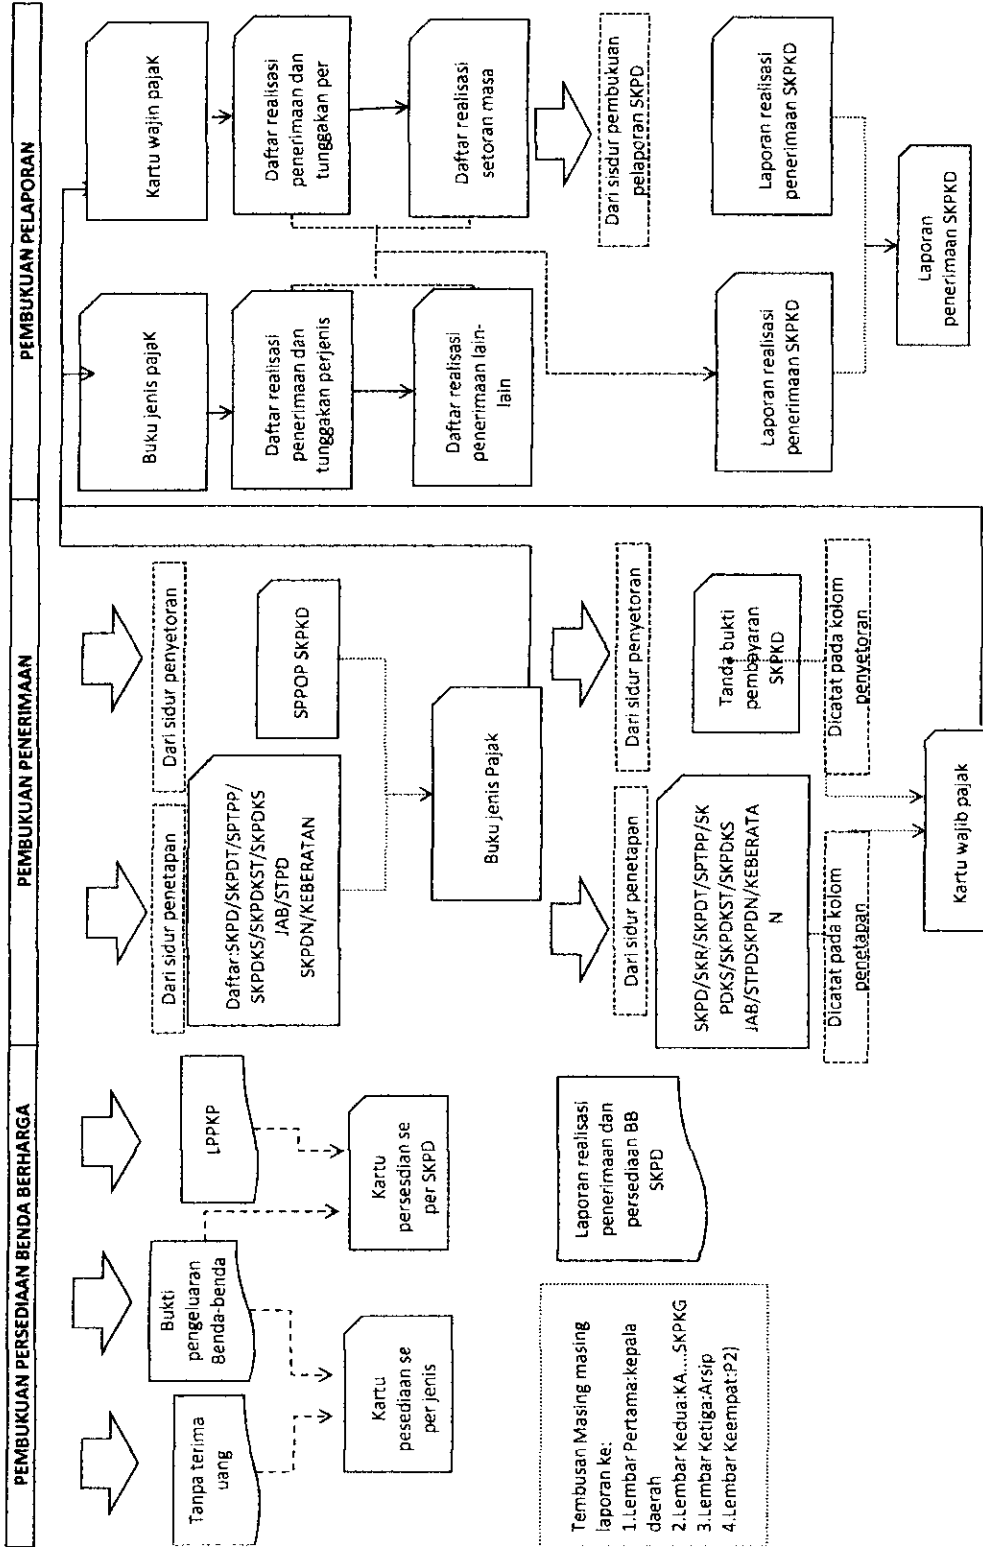 PEMBUKUAN PERSEDIAAN BENDA BERHARGA
PEMBUKUAN PENERIMAAN
PEMBUKUAN PELAPORAN
Tanpa terima
uang
Bukti
pengeluaran
Benda-benda
LPPKP
Kartu
pesediaan se
per jenis
Kartu
persesdian se
per SKPD
Tembusan Masing masing
laporan ke:
1.Lembar Pertama:kepala
daerah
2.Lembar Kedua:KA....SKPKG
3.Lembar Ketiga:Arsip
4.Lembar Keempat:P2)
Laporan realisasi
penerimaan dan
persediaan BB
SKPD
Dari sidur penetapan
Dari sidur penyetoran
Daftar:SKPD/SKPDT/SPTPP/
SKPDKS/SKPDKST/SKPDKS
JAB/STPD
SKPDN/KEBERATAN
SPPOP SKPKD
Buku jenis Pajak
Dari sidur penetapan
Dari sidur penyetoran
SKPD/SKR/SKPDT/SPTPP/SK
PDKS/SKPDKST/SKPDKS
JAB/STPDSKPDN/KEBERATA
N
Tanda bukti
pembayaran
SKPKD
Dicatat pada kolom
penetapan
Dicatat pada kolom
penyetoran
Kartu wajib pajak
Buku jenis pajaK
Kartu wajin pajaK
Daftar realisasi
penerimaan dan
tunggakan perjenis
Daftar realisasi
penerimaan dan
tunggakan per
Daftar realisasi
penerimaan lain-
lain
Daftar realisasi
setoran masa
Dari sisdur pembukuan
pelaporan SKPD
Laporan realisasi
penerimaan SKPKD
Laporan realisasi
penerimaan SKPKD
Laporan
penerimaan SKPKD